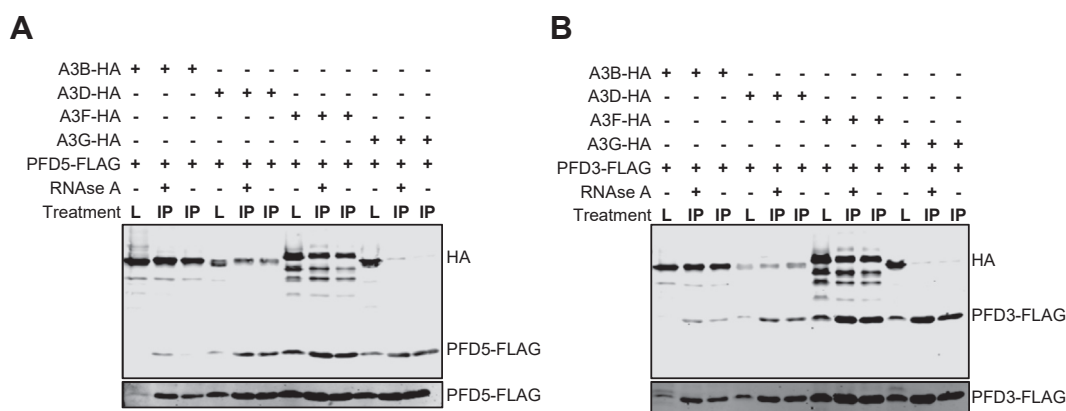 A
A3B-HA + + + - - - - - - - - -
A3D-HA - - - + + + - - - - - -
A3F-HA - - - - - - + + + - - -
A3G-HA - - - - - - - - - + + +
PFD5-FLAG + + + + + + + + + + + +
RNAse A - + - - + - - + - - + -
Treatment L IP IP L IP IP L IP IP L IP IP
HA
PFD5-FLAG
PFD5-FLAG
B
A3B-HA + + + - - - - - - - - -
A3D-HA - - - + + + - - - - - -
A3F-HA - - - - - - + + + - - -
A3G-HA - - - - - - - - - + + +
PFD3-FLAG + + + + + + + + + + + +
RNAse A - + - - + - - + - - + -
Treatment L IP IP L IP IP L IP IP L IP IP
HA
PFD3-FLAG
PFD3-FLAG